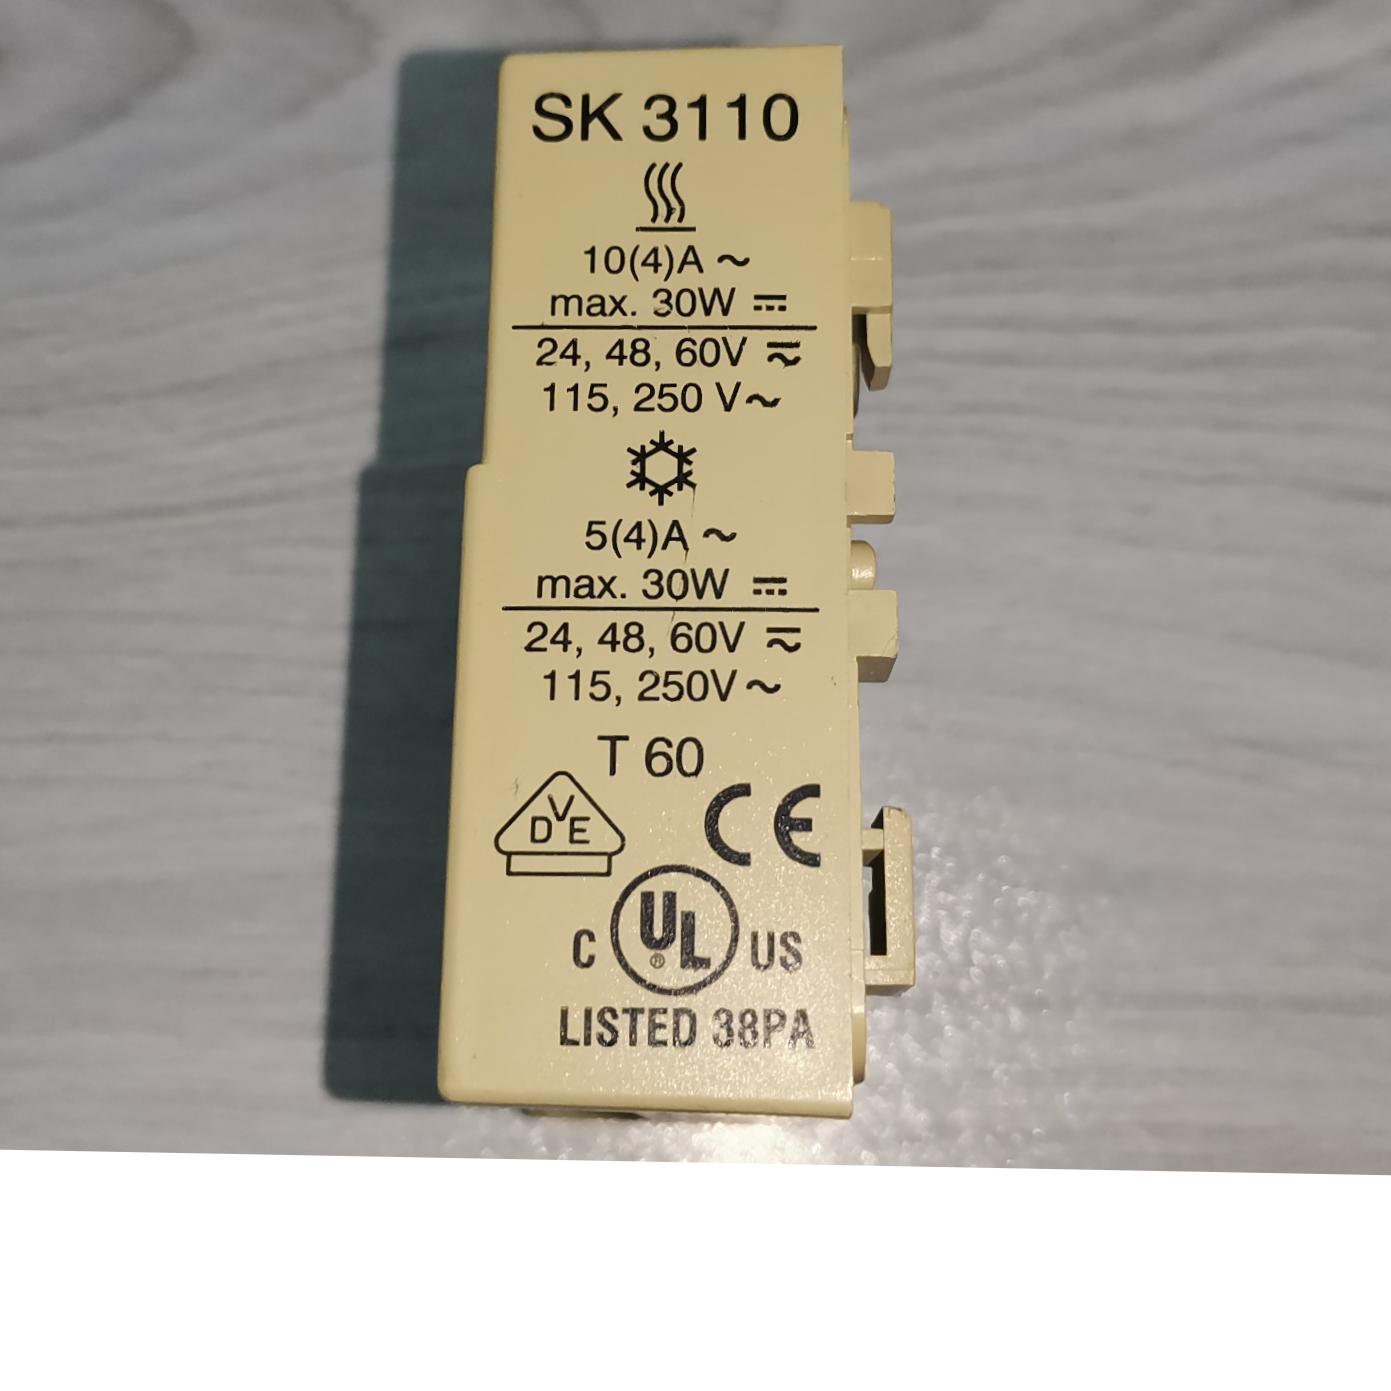 SK 3110
10(4)A ~
max. 30W ⎓
24, 48, 60V ⎓~
115, 250 V~
5(4)A ~
max. 30W ⎓
24, 48, 60V ⎓~
115, 250V~
T 60
DVE
CE
C UL® US
LISTED 38PA